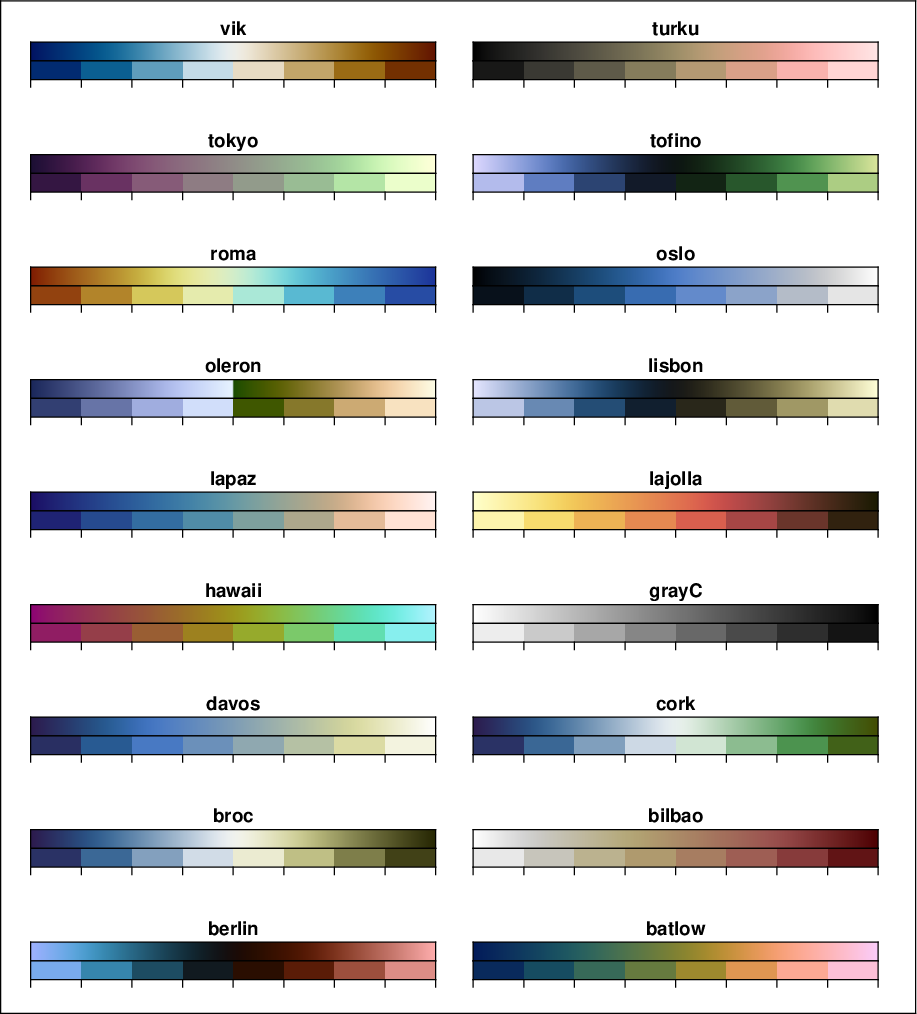 vik
turku
tokyo
tofino
roma
oslo
oleron
lisbon
lapaz
lajolla
hawaii
grayC
davos
cork
broc
bilbao
berlin
batlow